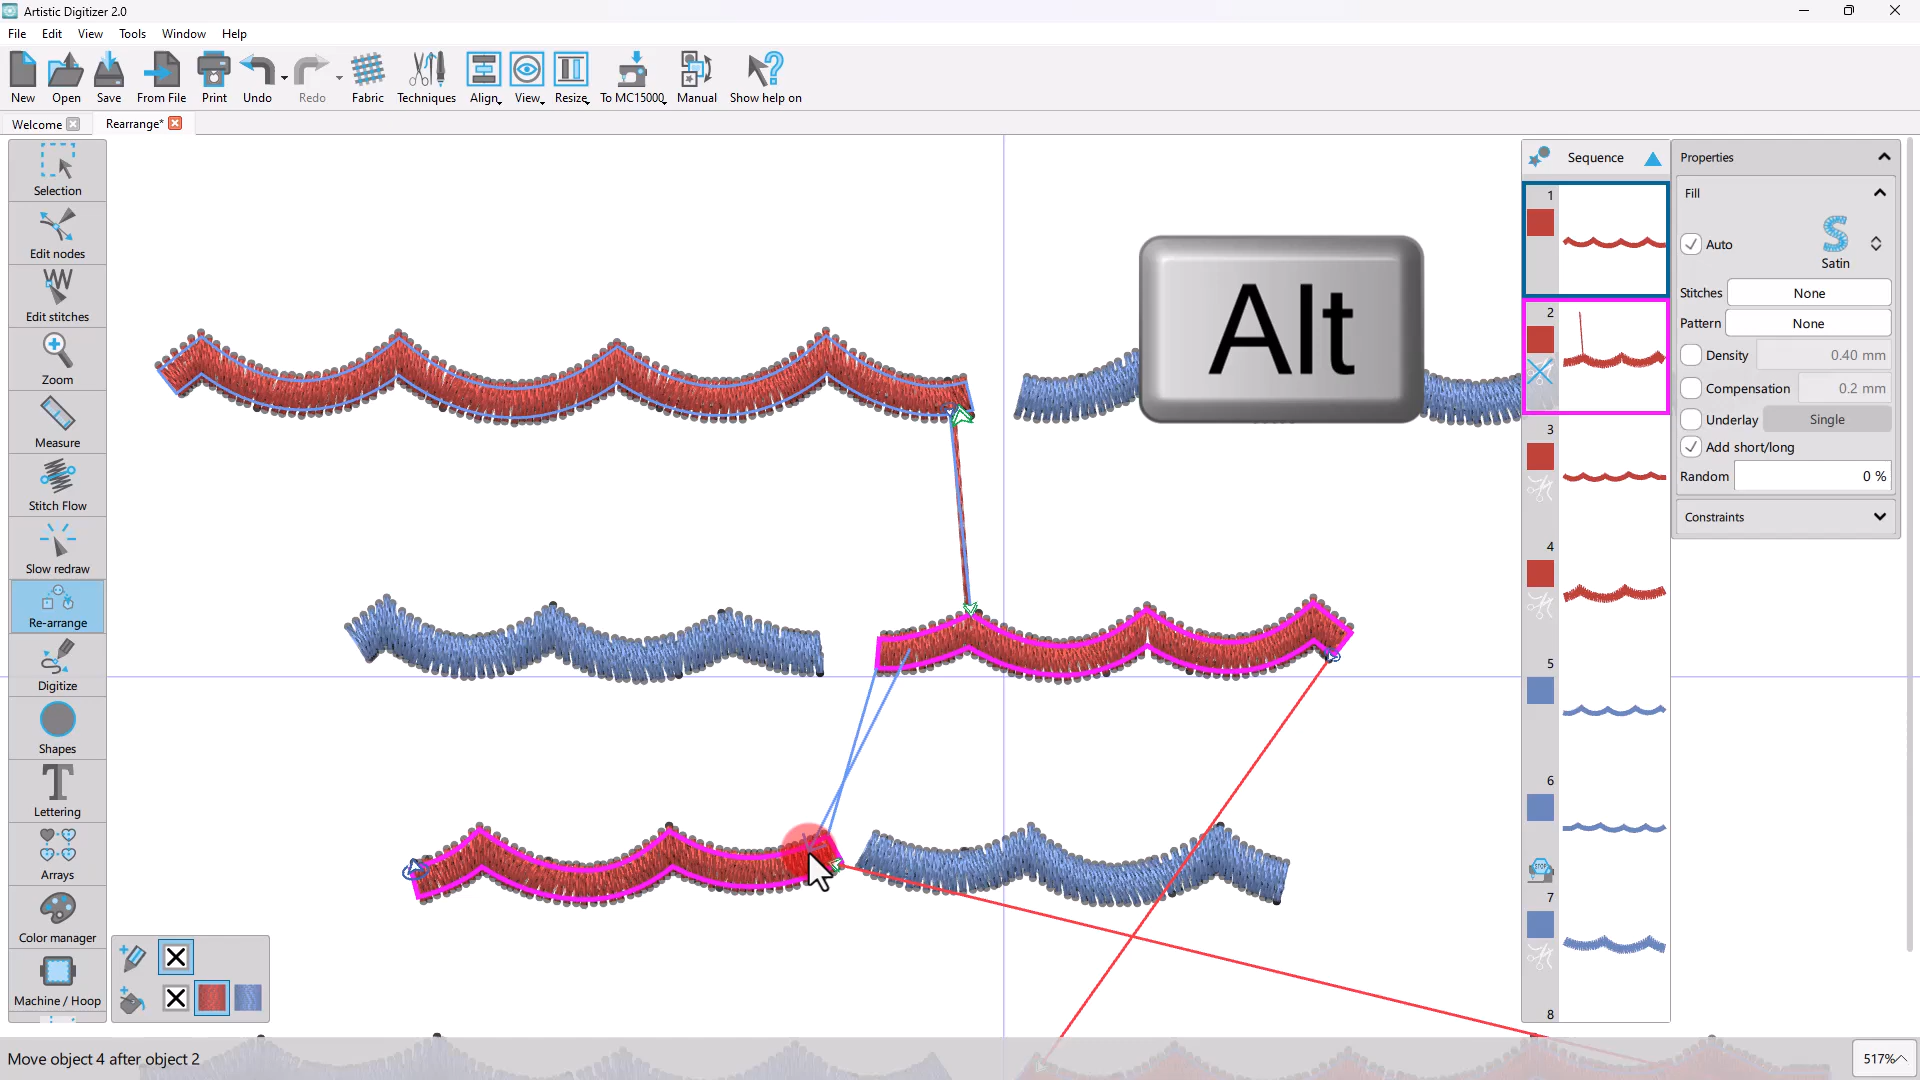 Artistic Digitizer 2.0
File Edit View Tools Window Help
New Open Save From File Print Undo Redo Fabric Techniques Align View Resize To MC15000 Manual Show help on
Welcome Rearrange*
Selection
Edit nodes
Edit stitches
Zoom
Measure
Stitch Flow
Slow redraw
Re-arrange
Digitize
Shapes
Lettering
Arrays
Color manager
Machine / Hoop
Alt
Sequence
1
2
3
4
5
6
STOP
7
8
Properties
Fill
Auto
Satin
Stitches None
Pattern None
Density 0.40 mm
Compensation 0.2 mm
Underlay Single
Add short/long
Random 0 %
Constraints
Move object 4 after object 2
517%